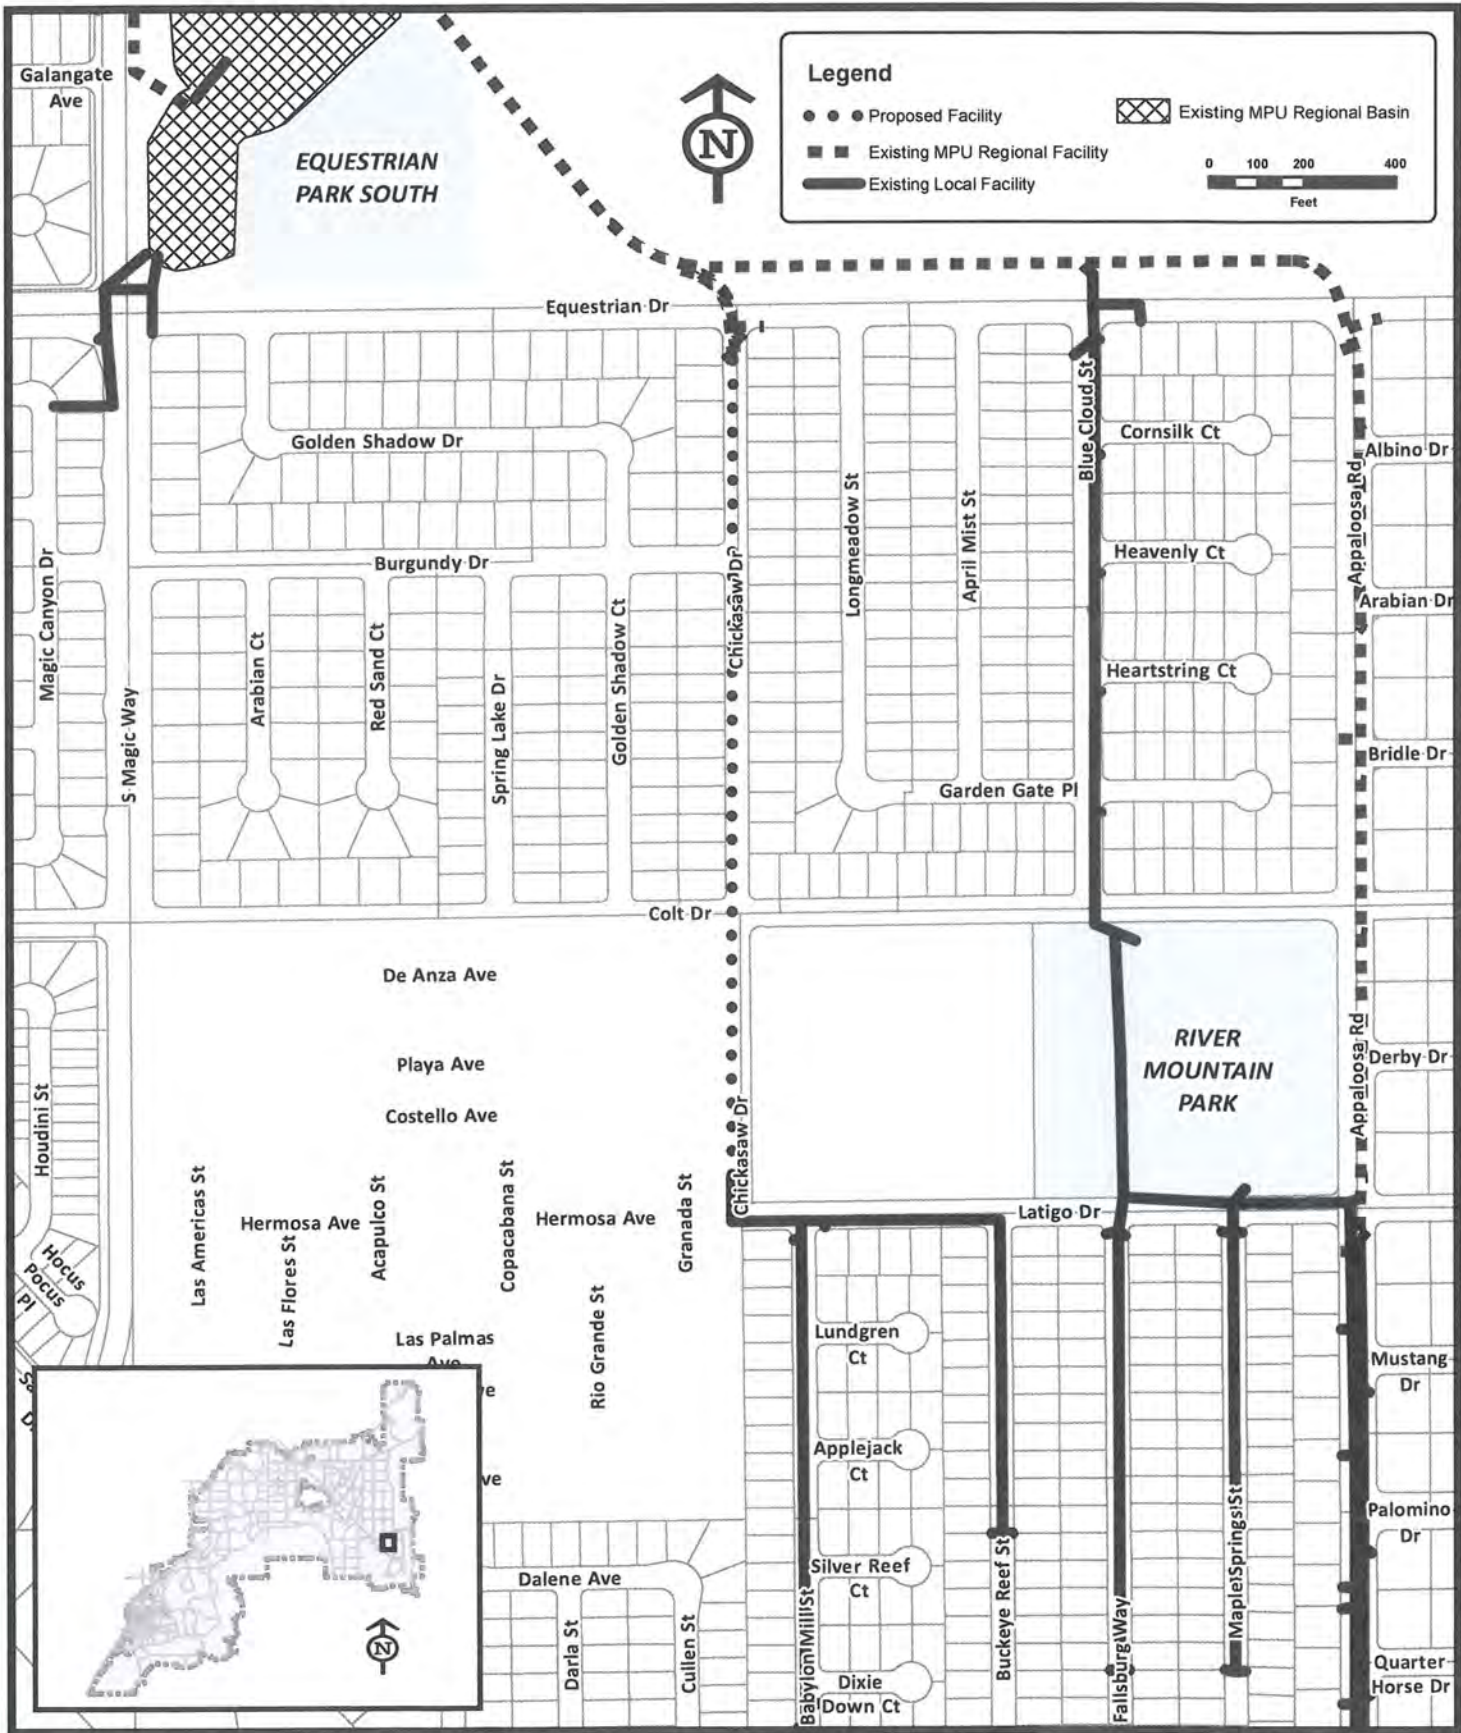 Galangate
Ave
EQUESTRIAN
PARK SOUTH
N
Legend
Proposed Facility
Existing MPU Regional Facility
Existing Local Facility
Existing MPU Regional Basin
0 100 200 400
Feet
Equestrian Dr
Golden Shadow Dr
Burgundy Dr
Magic Canyon Dr
S Magic Way
Arabian Ct
Red Sand Ct
Spring Lake Dr
Golden Shadow Ct
Chickasaw Dr
Longmeadow St
April Mist St
Blue Cloud St
Cornsilk Ct
Heavenly Ct
Heartstring Ct
Garden Gate Pl
Appaloosa Rd
Albino Dr
Arabian Dr
Bridle Dr
Colt Dr
De Anza Ave
Playa Ave
Costello Ave
Houdini St
Hocus
Pocus
Pl
Las Americas St
Hermosa Ave
Las Flores St
Acapulco St
Copacabana St
Hermosa Ave
Granada St
Rio Grande St
Las Palmas
Ave
ve
ve
Chickasaw Dr
RIVER
MOUNTAIN
PARK
Appaloosa Rd
Derby Dr
Latigo Dr
Lundgren
Ct
Applejack
Ct
Silver Reef
Ct
Dixie
Down Ct
Babylon Mill St
Buckeye Reef St
Fallsburg Way
Maple Springs St
Mustang
Dr
Palomino
Dr
Quarter
Horse Dr
Dalene Ave
Darla St
Cullen St
N